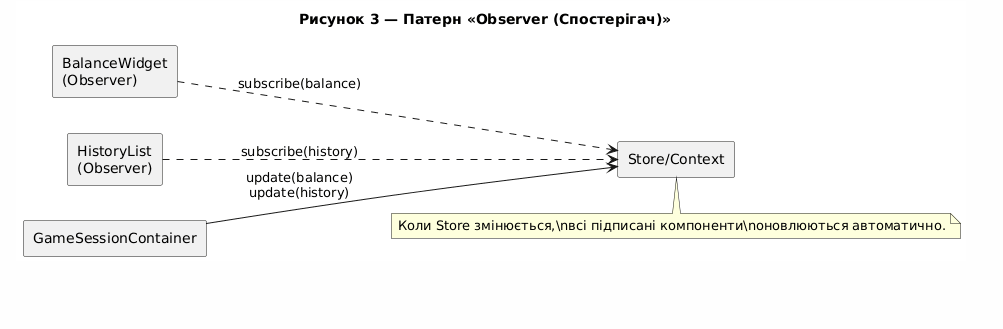 Рисунок 3 — Патерн «Observer (Спостерігач)»
BalanceWidget
(Observer)
subscribe(balance)
HistoryList
(Observer)
subscribe(history)
Store/Context
update(balance)
update(history)
GameSessionContainer
Коли Store змінюється,\nвсі підписані компоненти\nоновлюються автоматично.